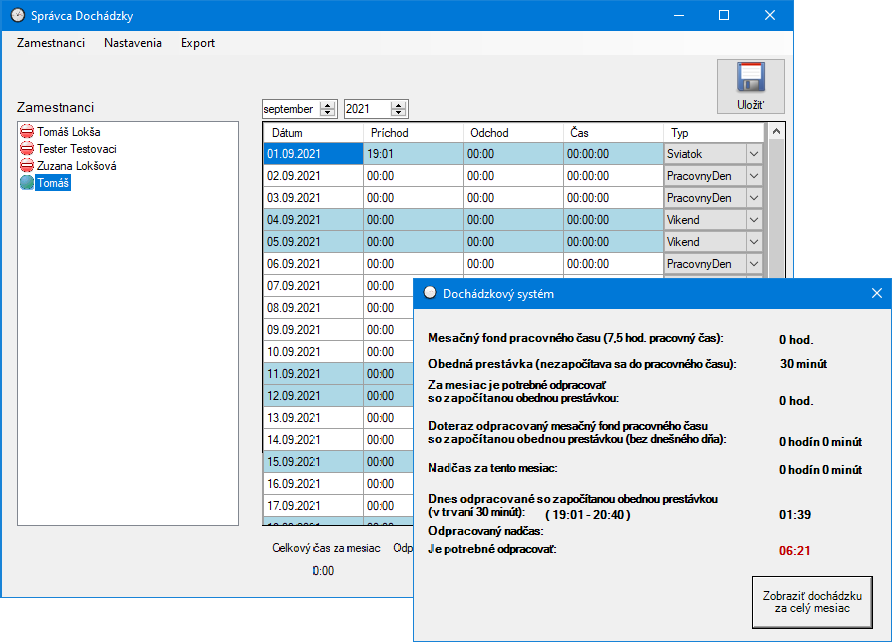 Správca Dochádzky
Zamestnanci Nastavenia Export
Uložiť
Zamestnanci
september 2021
Tomáš Lokša
Tester Testovaci
Zuzana Lokšová
Tomáš
Dátum Príchod Odchod Čas Typ
01.09.2021 19:01 00:00 00:00:00 Sviatok
02.09.2021 00:00 00:00 00:00:00 PracovnyDen
03.09.2021 00:00 00:00 00:00:00 PracovnyDen
04.09.2021 00:00 00:00 00:00:00 Vikend
05.09.2021 00:00 00:00 00:00:00 Vikend
06.09.2021 00:00 00:00 00:00:00 PracovnyDen
07.09.2021 00:00
08.09.2021 00:00
09.09.2021 00:00
10.09.2021 00:00
11.09.2021 00:00
12.09.2021 00:00
13.09.2021 00:00
14.09.2021 00:00
15.09.2021 00:00
16.09.2021 00:00
17.09.2021 00:00
Celkový čas za mesiac Odp
0:00
Dochádzkový systém
Mesačný fond pracovného času (7,5 hod. pracovný čas): 0 hod.
Obedná prestávka (nezapočítava sa do pracovného času): 30 minút
Za mesiac je potrebné odpracovať
so započítanou obednou prestávkou: 0 hod.
Doteraz odpracovaný mesačný fond pracovného času
so započítanou obednou prestávkou (bez dnešného dňa): 0 hodín 0 minút
Nadčas za tento mesiac: 0 hodín 0 minút
Dnes odpracované so započítanou obednou prestávkou
(v trvaní 30 minút): ( 19:01 - 20:40 ) 01:39
Odpracovaný nadčas:
Je potrebné odpracovať: 06:21
Zobraziť dochádzku
za celý mesiac